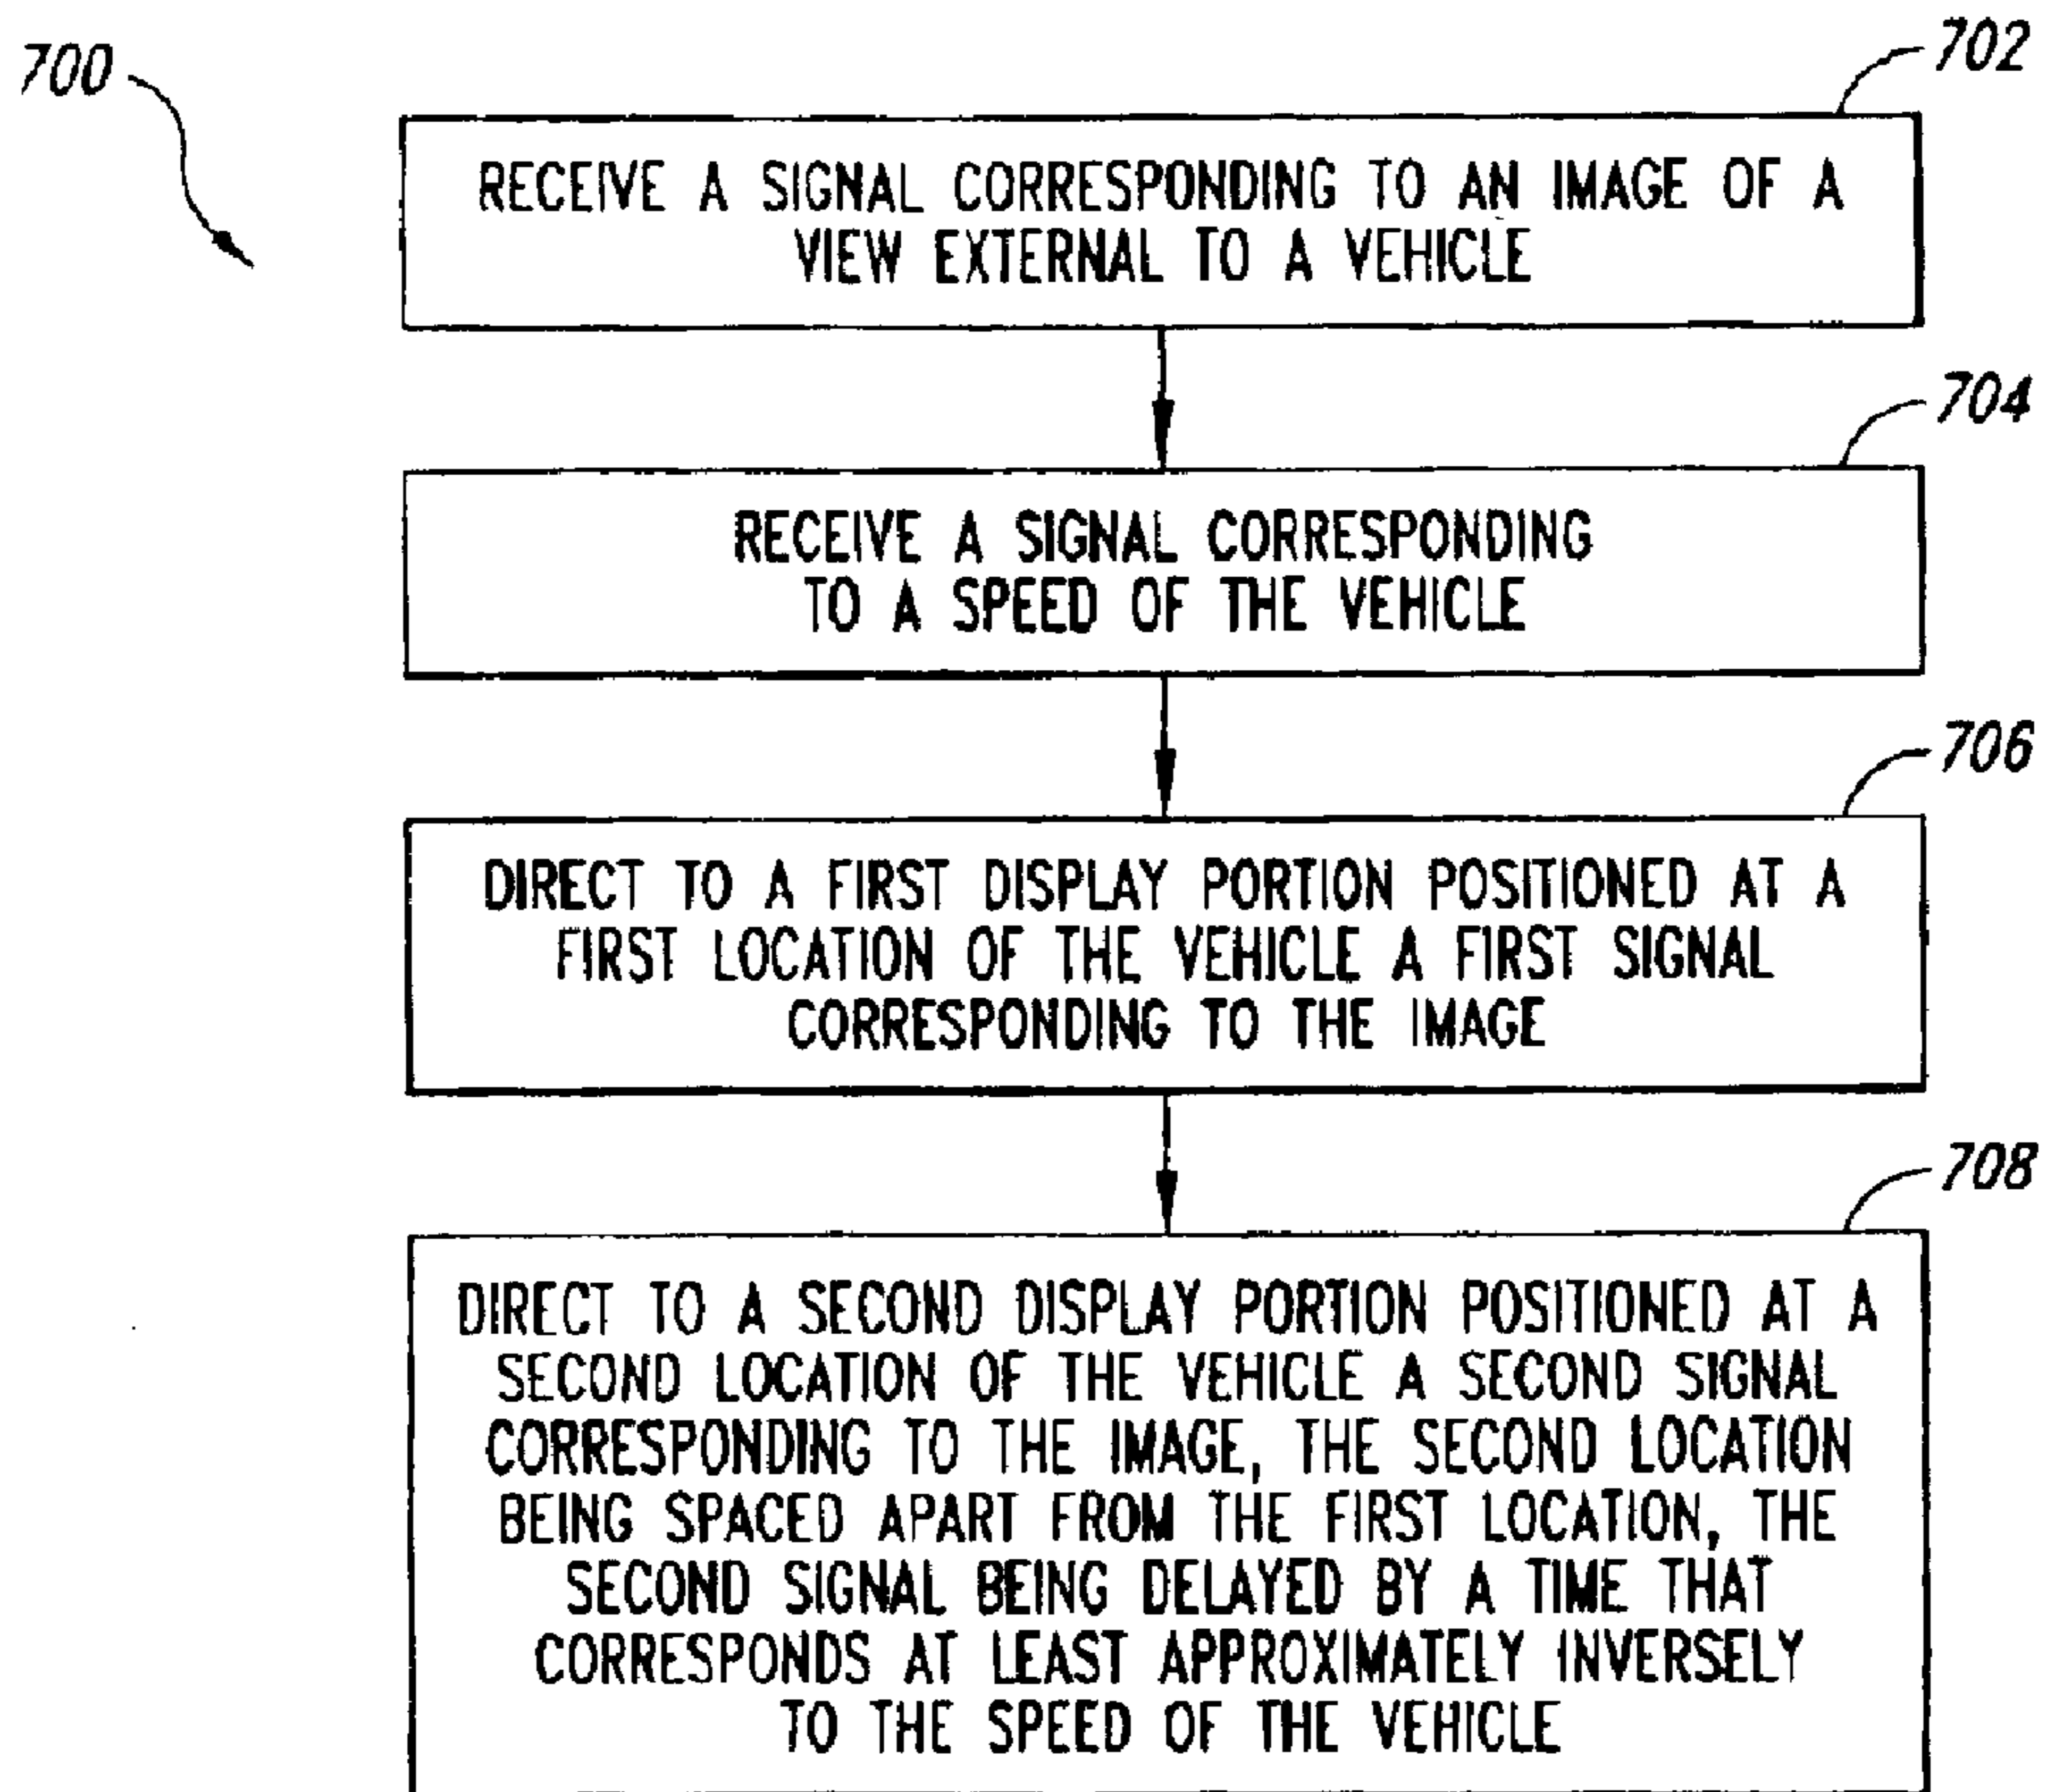 700
702
RECEIVE A SIGNAL CORRESPONDING TO AN IMAGE OF A
VIEW EXTERNAL TO A VEHICLE
704
RECEIVE A SIGNAL CORRESPONDING
TO A SPEED OF THE VEHICLE
706
DIRECT TO A FIRST DISPLAY PORTION POSITIONED AT A
FIRST LOCATION OF THE VEHICLE A FIRST SIGNAL
CORRESPONDING TO THE IMAGE
708
DIRECT TO A SECOND DISPLAY PORTION POSITIONED AT A
SECOND LOCATION OF THE VEHICLE A SECOND SIGNAL
CORRESPONDING TO THE IMAGE, THE SECOND LOCATION
BEING SPACED APART FROM THE FIRST LOCATION, THE
SECOND SIGNAL BEING DELAYED BY A TIME THAT
CORRESPONDS AT LEAST APPROXIMATELY INVERSELY
TO THE SPEED OF THE VEHICLE